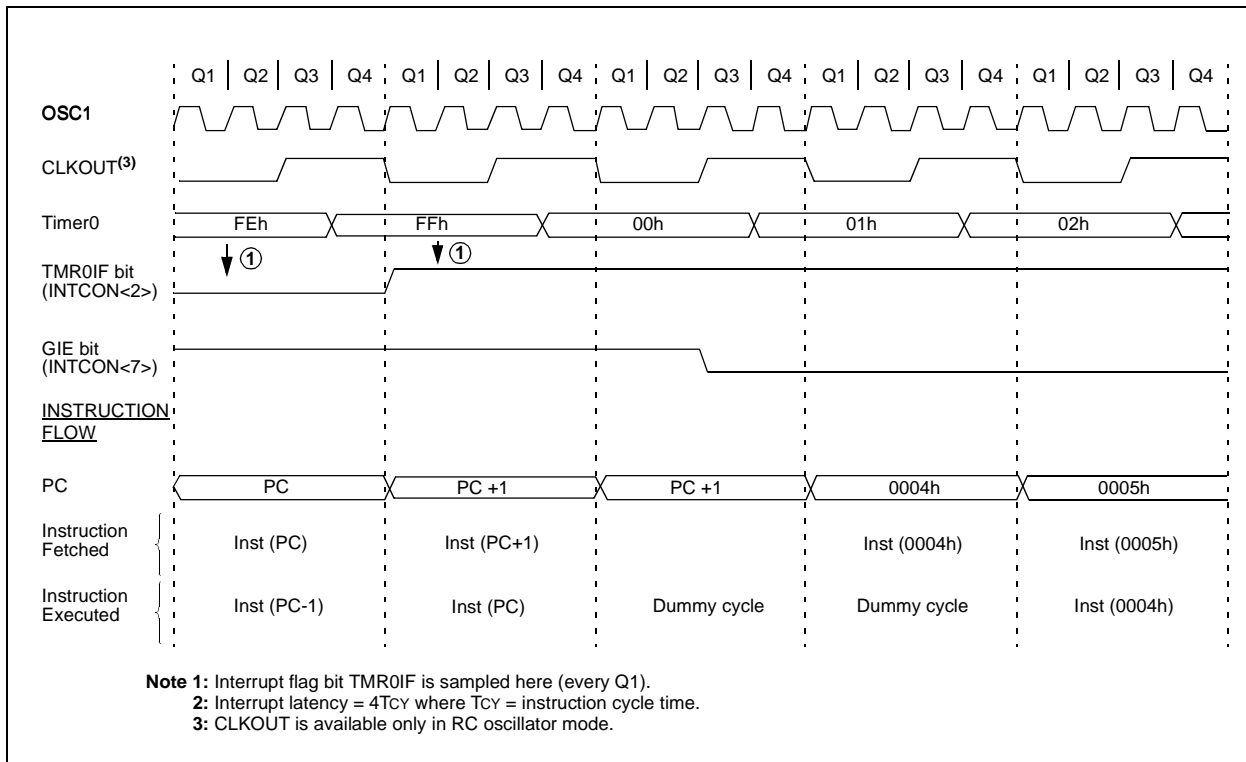 Q1 Q2 Q3 Q4 Q1 Q2 Q3 Q4 Q1 Q2 Q3 Q4 Q1 Q2 Q3 Q4 Q1 Q2 Q3 Q4
OSC1
CLKOUT(3)
Timer0 FEh FFh 00h 01h 02h
1 1
TMR0IF bit
(INTCON<2>)
GIE bit
(INTCON<7>)
INSTRUCTION
FLOW
PC PC PC +1 PC +1 0004h 0005h
Instruction
Fetched Inst (PC) Inst (PC+1) Inst (0004h) Inst (0005h)
Instruction
Executed Inst (PC-1) Inst (PC) Dummy cycle Dummy cycle Inst (0004h)
Note 1: Interrupt flag bit TMR0IF is sampled here (every Q1).
2: Interrupt latency = 4TCY where TCY = instruction cycle time.
3: CLKOUT is available only in RC oscillator mode.